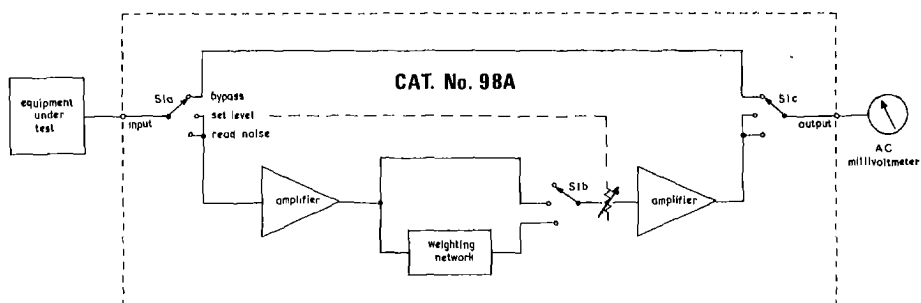 CAT. No. 98A
equipment
under
test
input
S1a
bypass
set level
read noise
amplifier
weighting
network
S1b
amplifier
S1c
output
AC
millivoltmeter